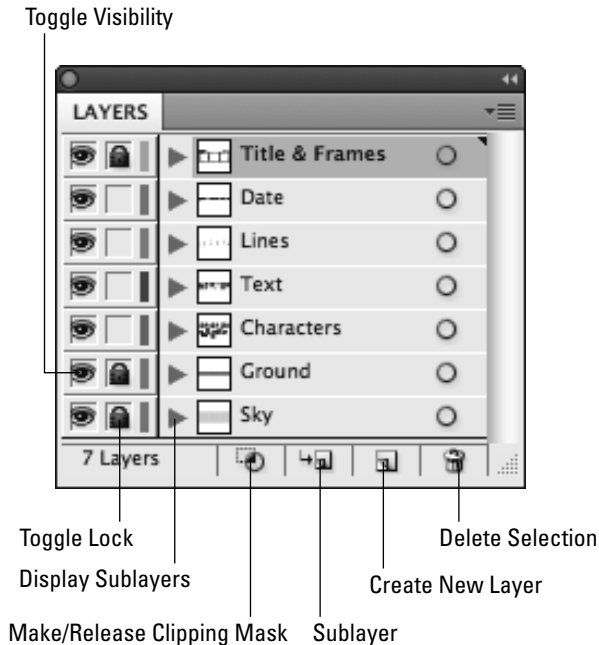 Toggle Visibility
LAYERS
Title & Frames
Date
Lines
Text
Characters
Ground
Sky
7 Layers
Toggle Lock
Delete Selection
Display Sublayers
Create New Layer
Make/Release Clipping Mask
Sublayer